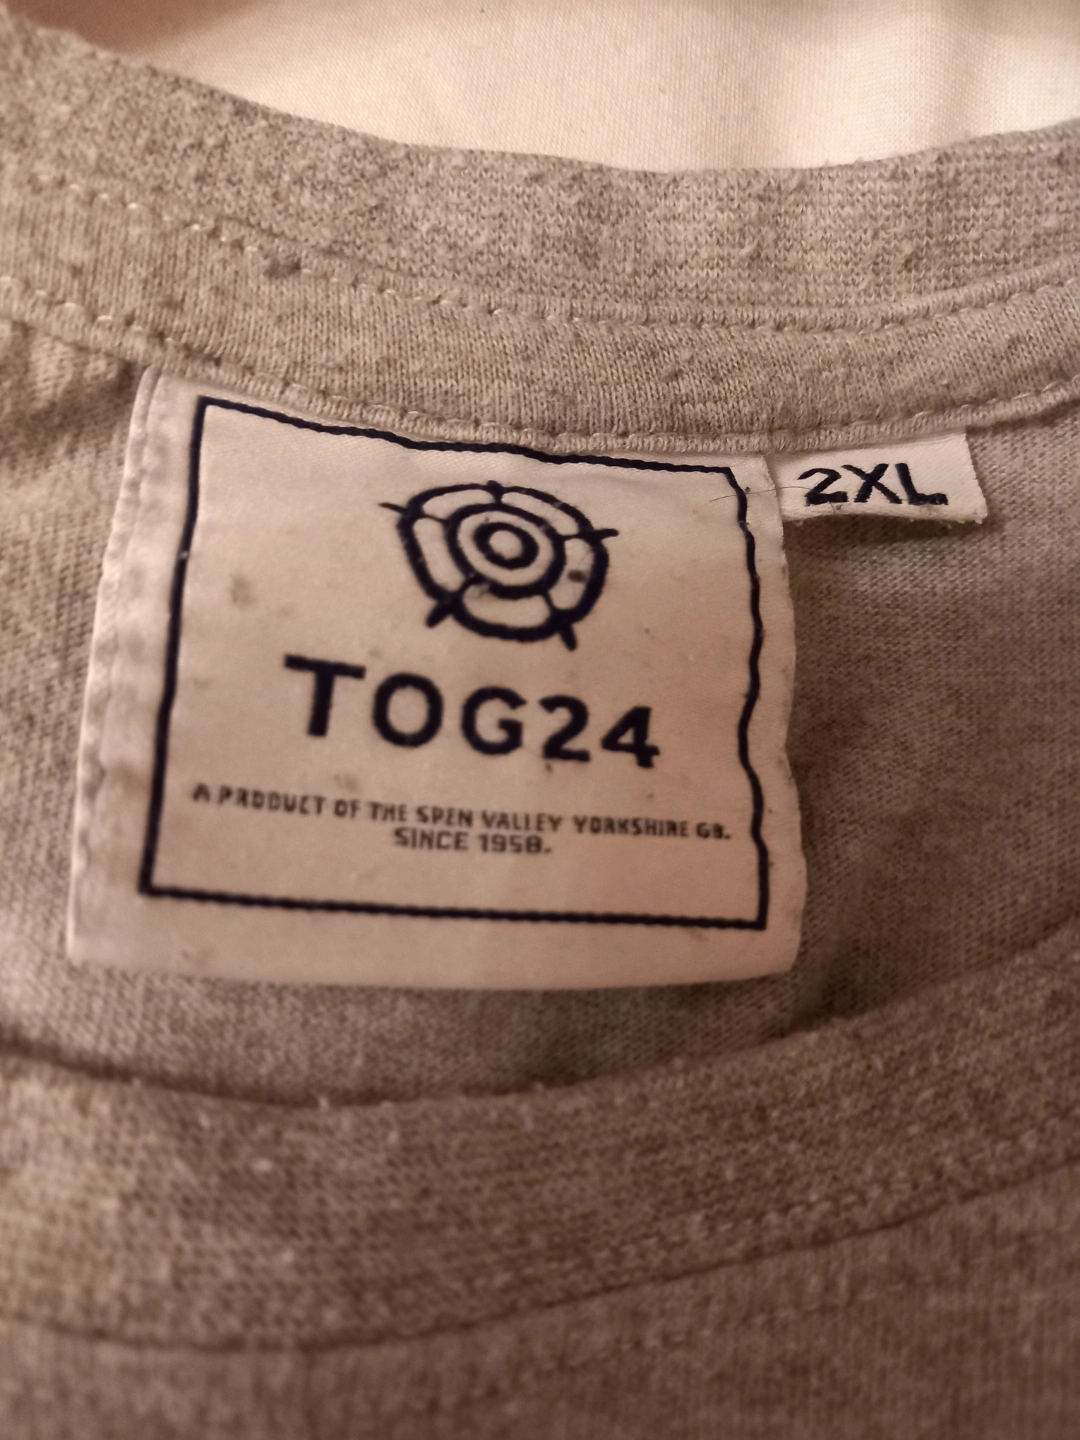 2XL
TOG24
A PRODUCT OF THE SPEN VALLEY YORKSHIRE GB.
SINCE 1958.